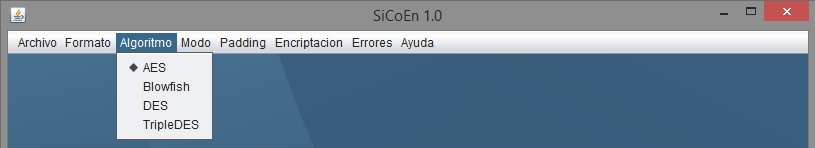 SiCoEn 1.0
Archivo Formato Algoritmo Modo Padding Encriptacion Errores Ayuda
AES
Blowfish
DES
TripleDES